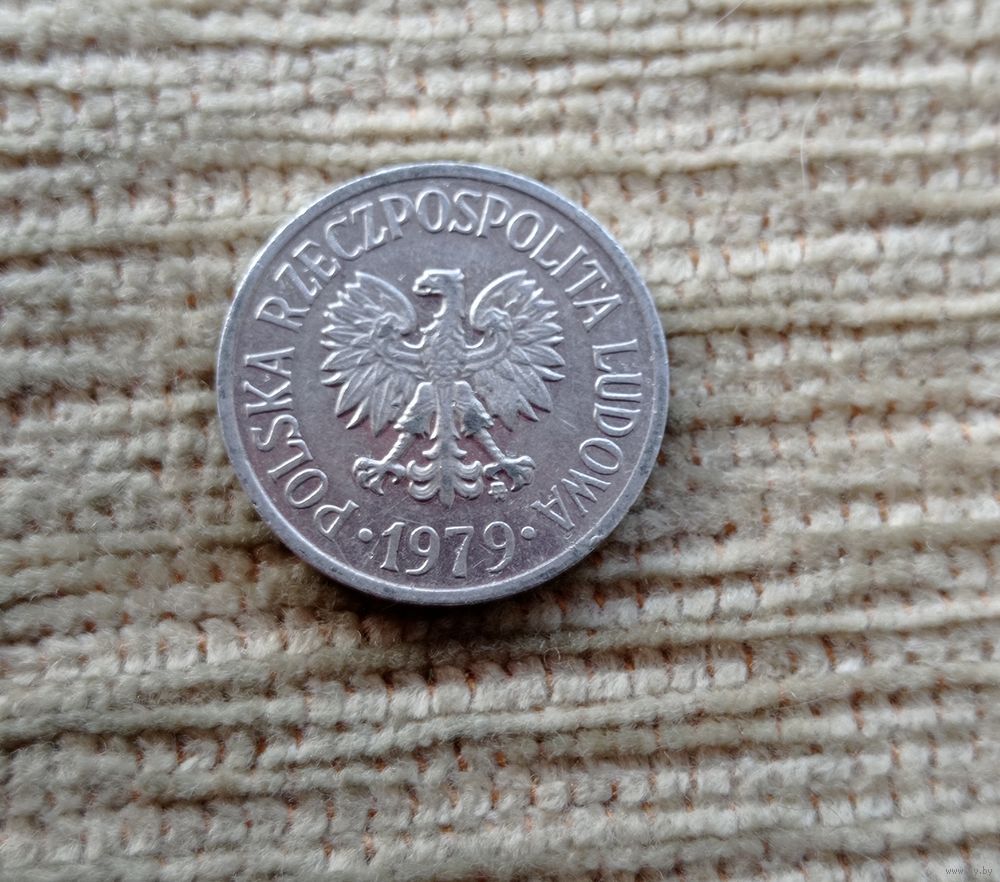 POLSKA RZECZPOSPOLITA LUDOWA
·1979·